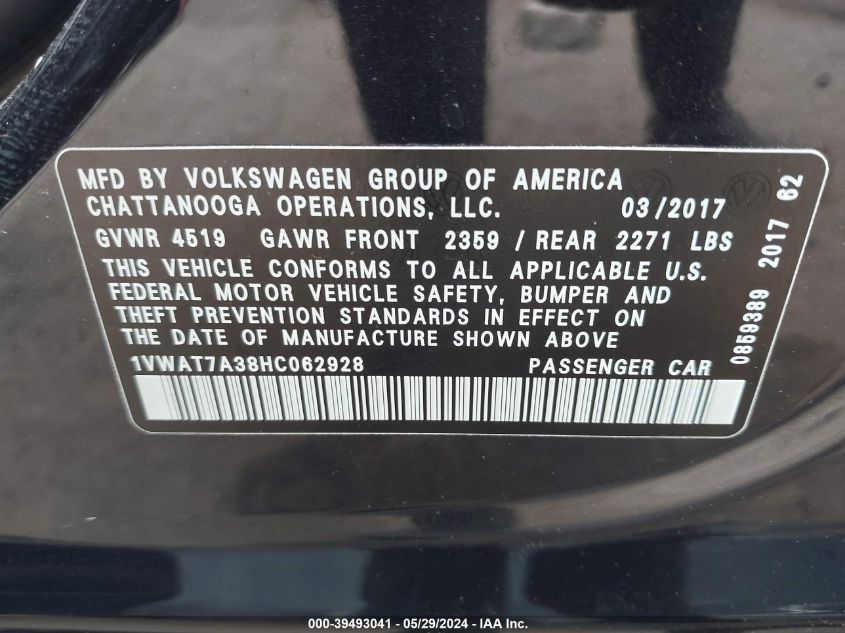 MFD BY VOLKSWAGEN GROUP OF AMERICA
CHATTANOOGA OPERATIONS, LLC. 03/2017
GVWR 4519 GAWR FRONT 2359 / REAR 2271 LBS
THIS VEHICLE CONFORMS TO ALL APPLICABLE U.S.
FEDERAL MOTOR VEHICLE SAFETY, BUMPER AND
THEFT PREVENTION STANDARDS IN EFFECT ON
THE DATE OF MANUFACTURE SHOWN ABOVE
1VWAT7A38HC062928 PASSENGER CAR
0859389 2017 62
000-39493041 - 05/29/2024 - IAA Inc.